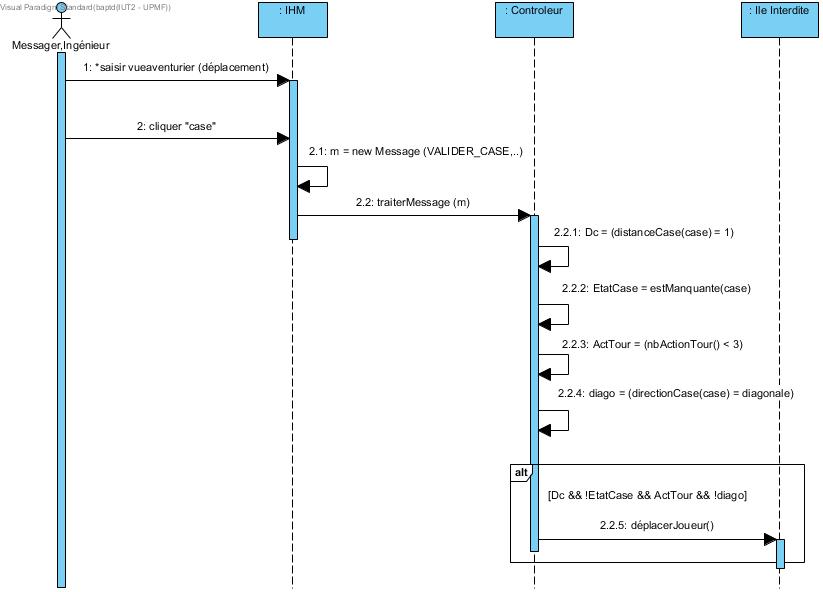 Visual Paradigm Standard(baptd(IUT2 - UPMF))
: IHM
: Controleur
: Ile Interdite
Messager,Ingénieur
1: *saisir vueaventurier (déplacement)
2: cliquer "case"
2.1: m = new Message (VALIDER_CASE,..)
2.2: traiterMessage (m)
2.2.1: Dc = (distanceCase(case) = 1)
2.2.2: EtatCase = estManquante(case)
2.2.3: ActTour = (nbActionTour() < 3)
2.2.4: diago = (directionCase(case) = diagonale)
alt
[Dc && !EtatCase && ActTour && !diago]
2.2.5: déplacerJoueur()